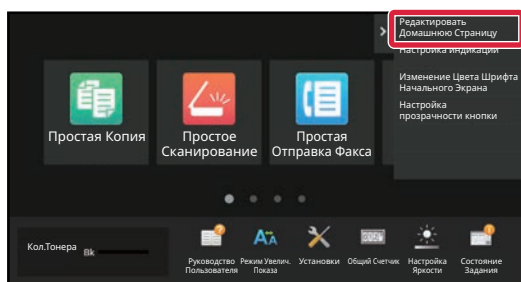 Редактировать
Домашнюю Страницу
Настройка индикации
Изменение Цвета Шрифта
Начального Экрана
Настройка
прозрачности кнопки
Простая Копия
Простое
Сканирование
Простая
Отправка Факса
Кол.Тонера
Bk
Руководство
Пользователя
Режим Увелич.
Показа
Установки
Общий Счетчик
Настройка
Яркости
Состояние
Задания